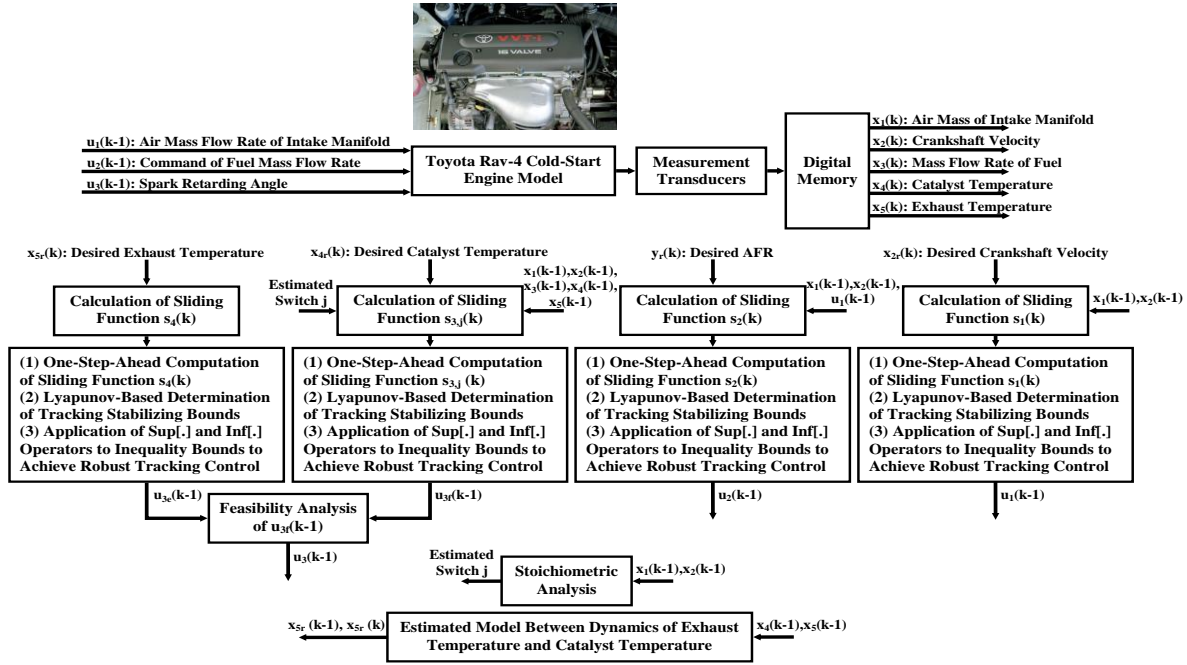 VVT-i
16 VALVE
u₁(k-1): Air Mass Flow Rate of Intake Manifold
u₂(k-1): Command of Fuel Mass Flow Rate
u₃(k-1): Spark Retarding Angle
Toyota Rav-4 Cold-Start
Engine Model
Measurement
Transducers
Digital
Memory
x₁(k): Air Mass of Intake Manifold
x₂(k): Crankshaft Velocity
x₃(k): Mass Flow Rate of Fuel
x₄(k): Catalyst Temperature
x₅(k): Exhaust Temperature
x₅ᵣ(k): Desired Exhaust Temperature
Calculation of Sliding
Function s₄(k)
(1) One-Step-Ahead Computation
of Sliding Function s₄(k)
(2) Lyapunov-Based Determination
of Tracking Stabilizing Bounds
(3) Application of Sup[.] and Inf[.]
Operators to Inequality Bounds to
Achieve Robust Tracking Control
u₃ₑ(k-1)
x₄ᵣ(k): Desired Catalyst Temperature
Estimated
Switch j
x₁(k-1),x₂(k-1),
x₃(k-1),x₄(k-1),
x₅(k-1)
Calculation of Sliding
Function s₃,ⱼ(k)
(1) One-Step-Ahead Computation
of Sliding Function s₃,ⱼ (k)
(2) Lyapunov-Based Determination
of Tracking Stabilizing Bounds
(3) Application of Sup[.] and Inf[.]
Operators to Inequality Bounds to
Achieve Robust Tracking Control
u3f(k-1)
yᵣ(k): Desired AFR
x₁(k-1),x₂(k-1),
u₁(k-1)
Calculation of Sliding
Function s₂(k)
(1) One-Step-Ahead Computation
of Sliding Function s₂(k)
(2) Lyapunov-Based Determination
of Tracking Stabilizing Bounds
(3) Application of Sup[.] and Inf[.]
Operators to Inequality Bounds to
Achieve Robust Tracking Control
u₂(k-1)
x₂ᵣ(k): Desired Crankshaft Velocity
Calculation of Sliding
Function s₁(k)
x₁(k-1),x₂(k-1)
(1) One-Step-Ahead Computation
of Sliding Function s₁(k)
(2) Lyapunov-Based Determination
of Tracking Stabilizing Bounds
(3) Application of Sup[.] and Inf[.]
Operators to Inequality Bounds to
Achieve Robust Tracking Control
u₁(k-1)
Feasibility Analysis
of u3f(k-1)
u₃(k-1)
Estimated
Switch j
Stoichiometric
Analysis
x₁(k-1),x₂(k-1)
x₅ᵣ (k-1), x₅ᵣ (k)
Estimated Model Between Dynamics of Exhaust
Temperature and Catalyst Temperature
x₄(k-1),x₅(k-1)